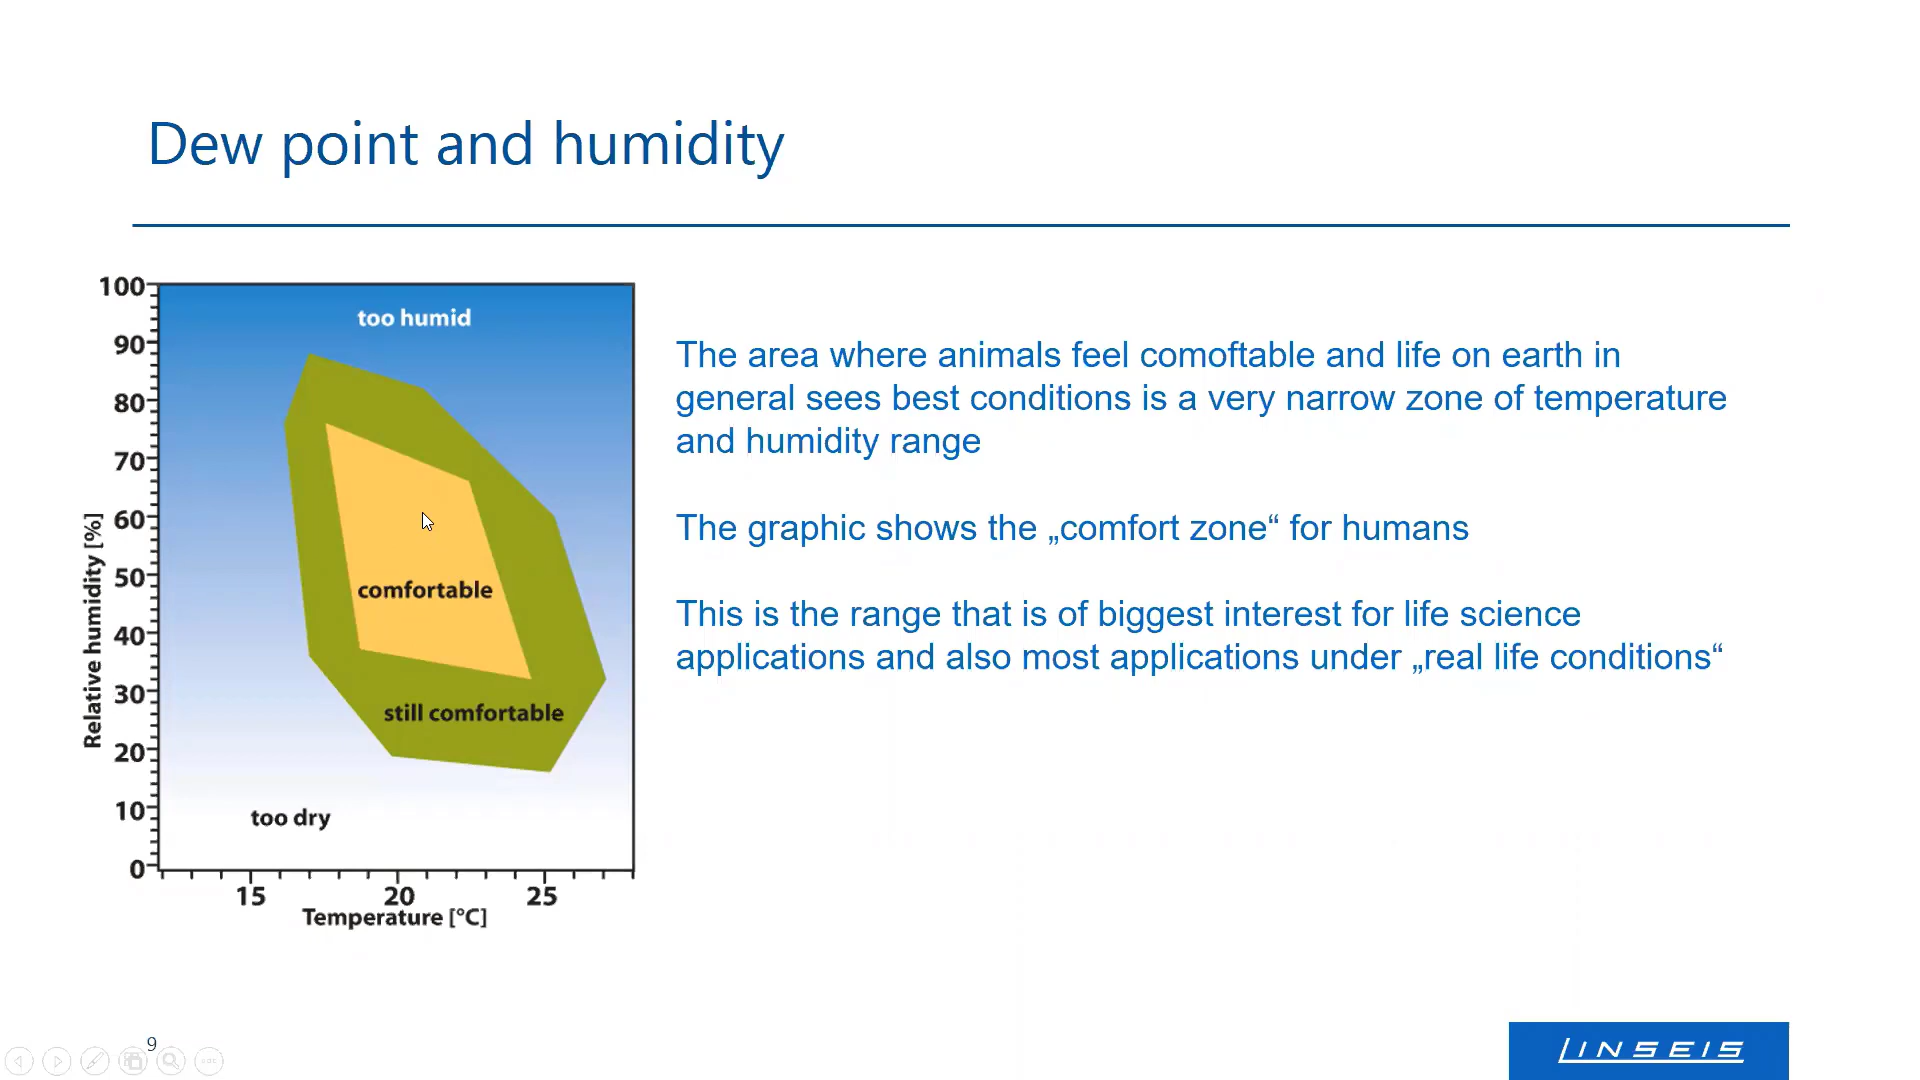 Dew point and humidity
100
90
80
70
60
50
40
30
20
10
0
Relative humidity [%]
too humid
comfortable
still comfortable
too dry
15
20
25
Temperature [°C]
The area where animals feel comoftable and life on earth in
general sees best conditions is a very narrow zone of temperature
and humidity range
The graphic shows the „comfort zone“ for humans
This is the range that is of biggest interest for life science
applications and also most applications under „real life conditions“
9
LINSEIS